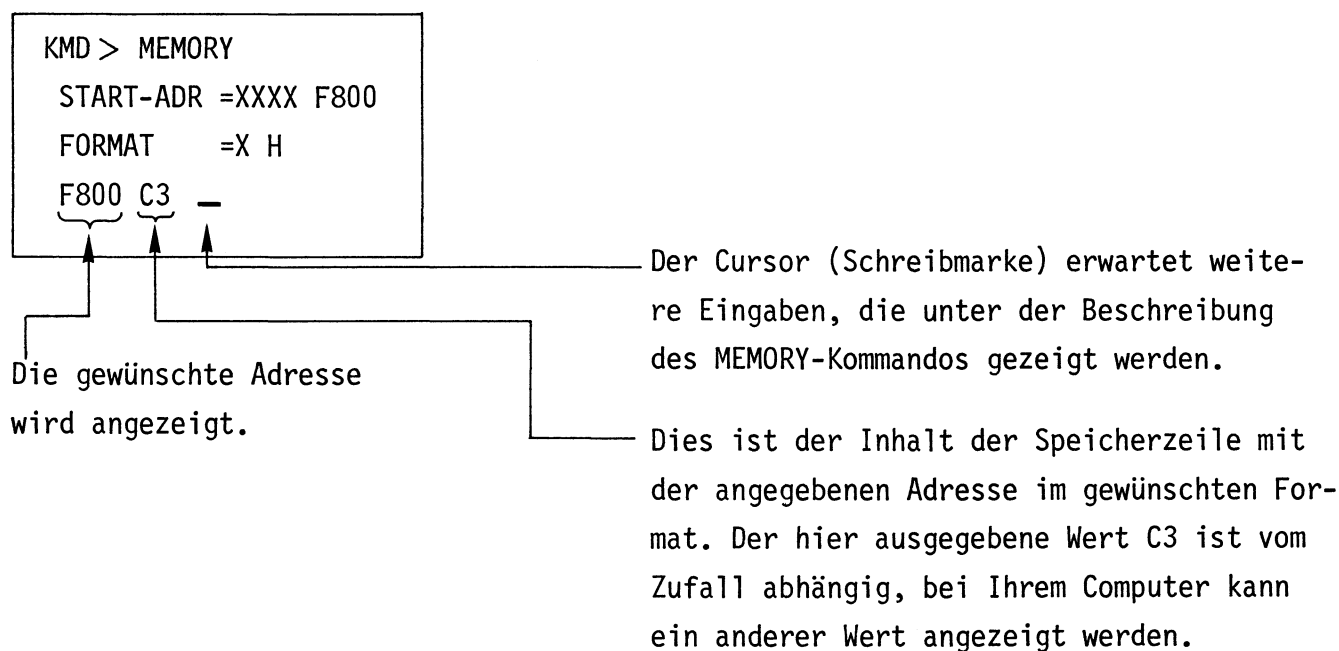 KMD > MEMORY
START-ADR =XXXX F800
FORMAT =X H
F800 C3 _
Der Cursor (Schreibmarke) erwartet weite-
re Eingaben, die unter der Beschreibung
des MEMORY-Kommandos gezeigt werden.
Die gewünschte Adresse
wird angezeigt.
Dies ist der Inhalt der Speicherzeile mit
der angegebenen Adresse im gewünschten For-
mat. Der hier ausgegebene Wert C3 ist vom
Zufall abhängig, bei Ihrem Computer kann
ein anderer Wert angezeigt werden.